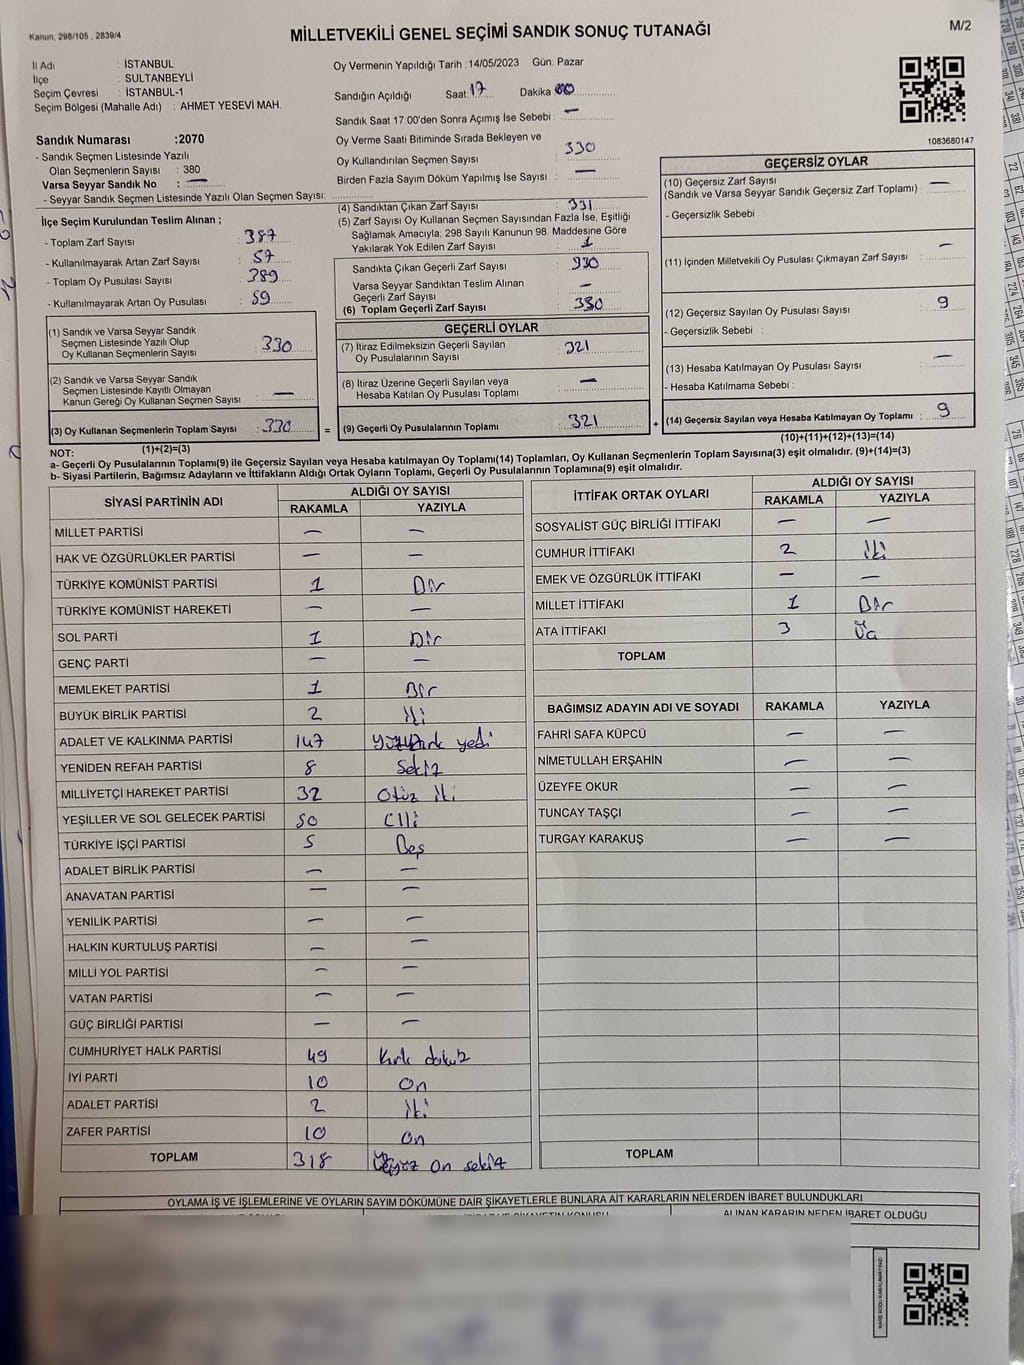 Kanun, 298/105 , 2839/4
MİLLETVEKİLİ GENEL SEÇİMİ SANDIK SONUÇ TUTANAĞI
M/2
İl Adı : İSTANBUL
İlçe : SULTANBEYLİ
Seçim Çevresi : İSTANBUL-1
Seçim Bölgesi (Mahalle Adı) : AHMET YESEVİ MAH.
Sandık Numarası :2070
- Sandık Seçmen Listesinde Yazılı
Olan Seçmenlerin Sayısı : 380
Varsa Seyyar Sandık No : —
- Seyyar Sandık Seçmen Listesinde Yazılı Olan Seçmen Sayısı:
Oy Vermenin Yapıldığı Tarih :14/05/2023 Gün: Pazar
Sandığın Açıldığı Saat: 17 Dakika 00
Sandık Saat 17:00'den Sonra Açımış İse Sebebi : —
Oy Verme Saati Bitiminde Sırada Bekleyen ve
Oy Kullandırılan Seçmen Sayısı : 330
Birden Fazla Sayım Döküm Yapılmış İse Sayısı : —
1083680147
İlçe Seçim Kurulundan Teslim Alınan ;
- Toplam Zarf Sayısı : 387
- Kullanılmayarak Artan Zarf Sayısı : 57
- Toplam Oy Pusulası Sayısı : 389
- Kullanılmayarak Artan Oy Pusulası : 59
(4) Sandıktan Çıkan Zarf Sayısı : 331
(5) Zarf Sayısı Oy Kullanan Seçmen Sayısından Fazla İse, Eşitliği
Sağlamak Amacıyla; 298 Sayılı Kanunun 98. Maddesine Göre
Yakılarak Yok Edilen Zarf Sayısı : 1
Sandıkta Çıkan Geçerli Zarf Sayısı : 330
Varsa Seyyar Sandıktan Teslim Alınan
Geçerli Zarf Sayısı : —
(6) Toplam Geçerli Zarf Sayısı : 330
GEÇERSİZ OYLAR
(10) Geçersiz Zarf Sayısı
(Sandık ve Varsa Seyyar Sandık Geçersiz Zarf Toplamı) : —
- Geçersizlik Sebebi :
(11) İçinden Milletvekili Oy Pusulası Çıkmayan Zarf Sayısı : —
(12) Geçersiz Sayılan Oy Pusulası Sayısı : 9
- Geçersizlik Sebebi :
(13) Hesaba Katılmayan Oy Pusulası Sayısı : —
- Hesaba Katılmama Sebebi :
(14) Geçersiz Sayılan veya Hesaba Katılmayan Oy Toplamı : 9
(10)+(11)+(12)+(13)=(14)
(1) Sandık ve Varsa Seyyar Sandık
Seçmen Listesinde Yazılı Olup
Oy Kullanan Seçmenlerin Sayısı : 330
(2) Sandık ve Varsa Seyyar Sandık
Seçmen Listesinde Kayıtlı Olmayan
Kanun Gereği Oy Kullanan Seçmen Sayısı : —
(3) Oy Kullanan Seçmenlerin Toplam Sayısı : 330 =
(1)+(2)=(3)
GEÇERLİ OYLAR
(7) İtiraz Edilmeksizin Geçerli Sayılan
Oy Pusulalarının Sayısı : 321
(8) İtiraz Üzerine Geçerli Sayılan veya
Hesaba Katılan Oy Pusulası Toplamı : —
(9) Geçerli Oy Pusulalarının Toplamı : 321 +
NOT:
a- Geçerli Oy Pusulalarının Toplamı(9) ile Geçersiz Sayılan veya Hesaba katılmayan Oy Toplamı(14) Toplamları, Oy Kullanan Seçmenlerin Toplam Sayısına(3) eşit olmalıdır. (9)+(14)=(3)
b- Siyasi Partilerin, Bağımsız Adayların ve İttifakların Aldığı Ortak Oyların Toplamı, Geçerli Oy Pusulalarının Toplamına(9) eşit olmalıdır.
SİYASİ PARTİNİN ADI ALDIĞI OY SAYISI
RAKAMLA YAZIYLA
MİLLET PARTİSİ — —
HAK VE ÖZGÜRLÜKLER PARTİSİ — —
TÜRKİYE KOMÜNİST PARTİSİ 1 Bir
TÜRKİYE KOMÜNİST HAREKETİ — —
SOL PARTİ 1 Bir
GENÇ PARTİ — —
MEMLEKET PARTİSİ 1 Bir
BÜYÜK BİRLİK PARTİSİ 2 İki
ADALET VE KALKINMA PARTİSİ 147 yüzkırk yedi
YENİDEN REFAH PARTİSİ 8 Sekiz
MİLLİYETÇİ HAREKET PARTİSİ 32 Otuz iki
YEŞİLLER VE SOL GELECEK PARTİSİ 50 Elli
TÜRKİYE İŞÇİ PARTİSİ 5 Beş
ADALET BİRLİK PARTİSİ — —
ANAVATAN PARTİSİ — —
YENİLİK PARTİSİ — —
HALKIN KURTULUŞ PARTİSİ — —
MİLLİ YOL PARTİSİ — —
VATAN PARTİSİ — —
GÜÇ BİRLİĞİ PARTİSİ — —
CUMHURİYET HALK PARTİSİ 49 Kırk dokuz
İYİ PARTİ 10 On
ADALET PARTİSİ 2 İki
ZAFER PARTİSİ 10 On
TOPLAM 318 Üçyüz On sekiz
İTTİFAK ORTAK OYLARI ALDIĞI OY SAYISI
RAKAMLA YAZIYLA
SOSYALİST GÜÇ BİRLİĞİ İTTİFAKI — —
CUMHUR İTTİFAKI 2 İki
EMEK VE ÖZGÜRLÜK İTTİFAKI — —
MİLLET İTTİFAKI 1 Bir
ATA İTTİFAKI 3 Üç
TOPLAM
BAĞIMSIZ ADAYIN ADI VE SOYADI RAKAMLA YAZIYLA
FAHRİ SAFA KÜPCÜ — —
NİMETULLAH ERŞAHİN — —
ÜZEYFE OKUR — —
TUNCAY TAŞÇI — —
TURGAY KARAKUŞ — —
TOPLAM
OYLAMA İŞ VE İŞLEMLERİNE VE OYLARIN SAYIM DÖKÜMÜNE DAİR ŞİKAYETLERLE BUNLARA AİT KARARLARIN NELERDEN İBARET BULUNDUKLARI
ALINAN KARARIN NEDEN İBARET OLDUĞU
KARE KODU KARALAMAYINIZ!